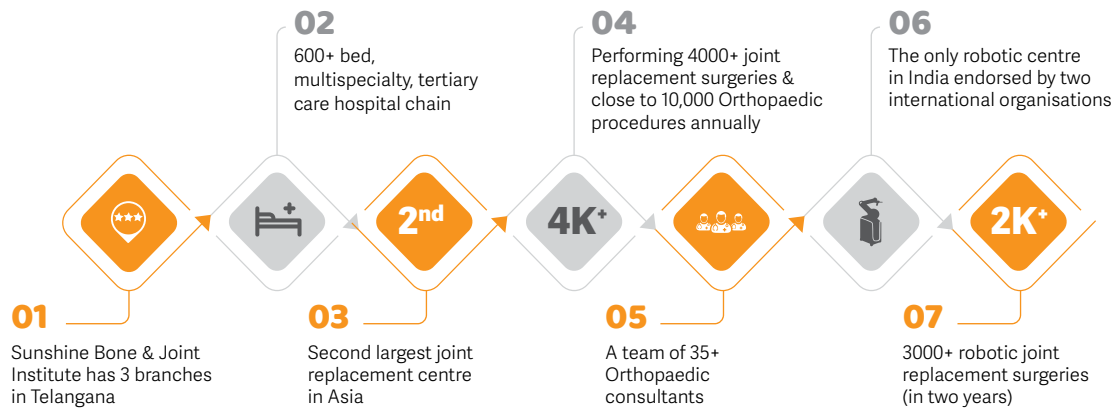 01
Sunshine Bone & Joint
Institute has 3 branches
in Telangana
02
600+ bed,
multispecialty, tertiary
care hospital chain
2nd
03
Second largest joint
replacement centre
in Asia
04
Performing 4000+ joint
replacement surgeries &
close to 10,000 Orthopaedic
procedures annually
4K+
05
A team of 35+
Orthopaedic
consultants
06
The only robotic centre
in India endorsed by two
international organisations
2K+
07
3000+ robotic joint
replacement surgeries
(in two years)